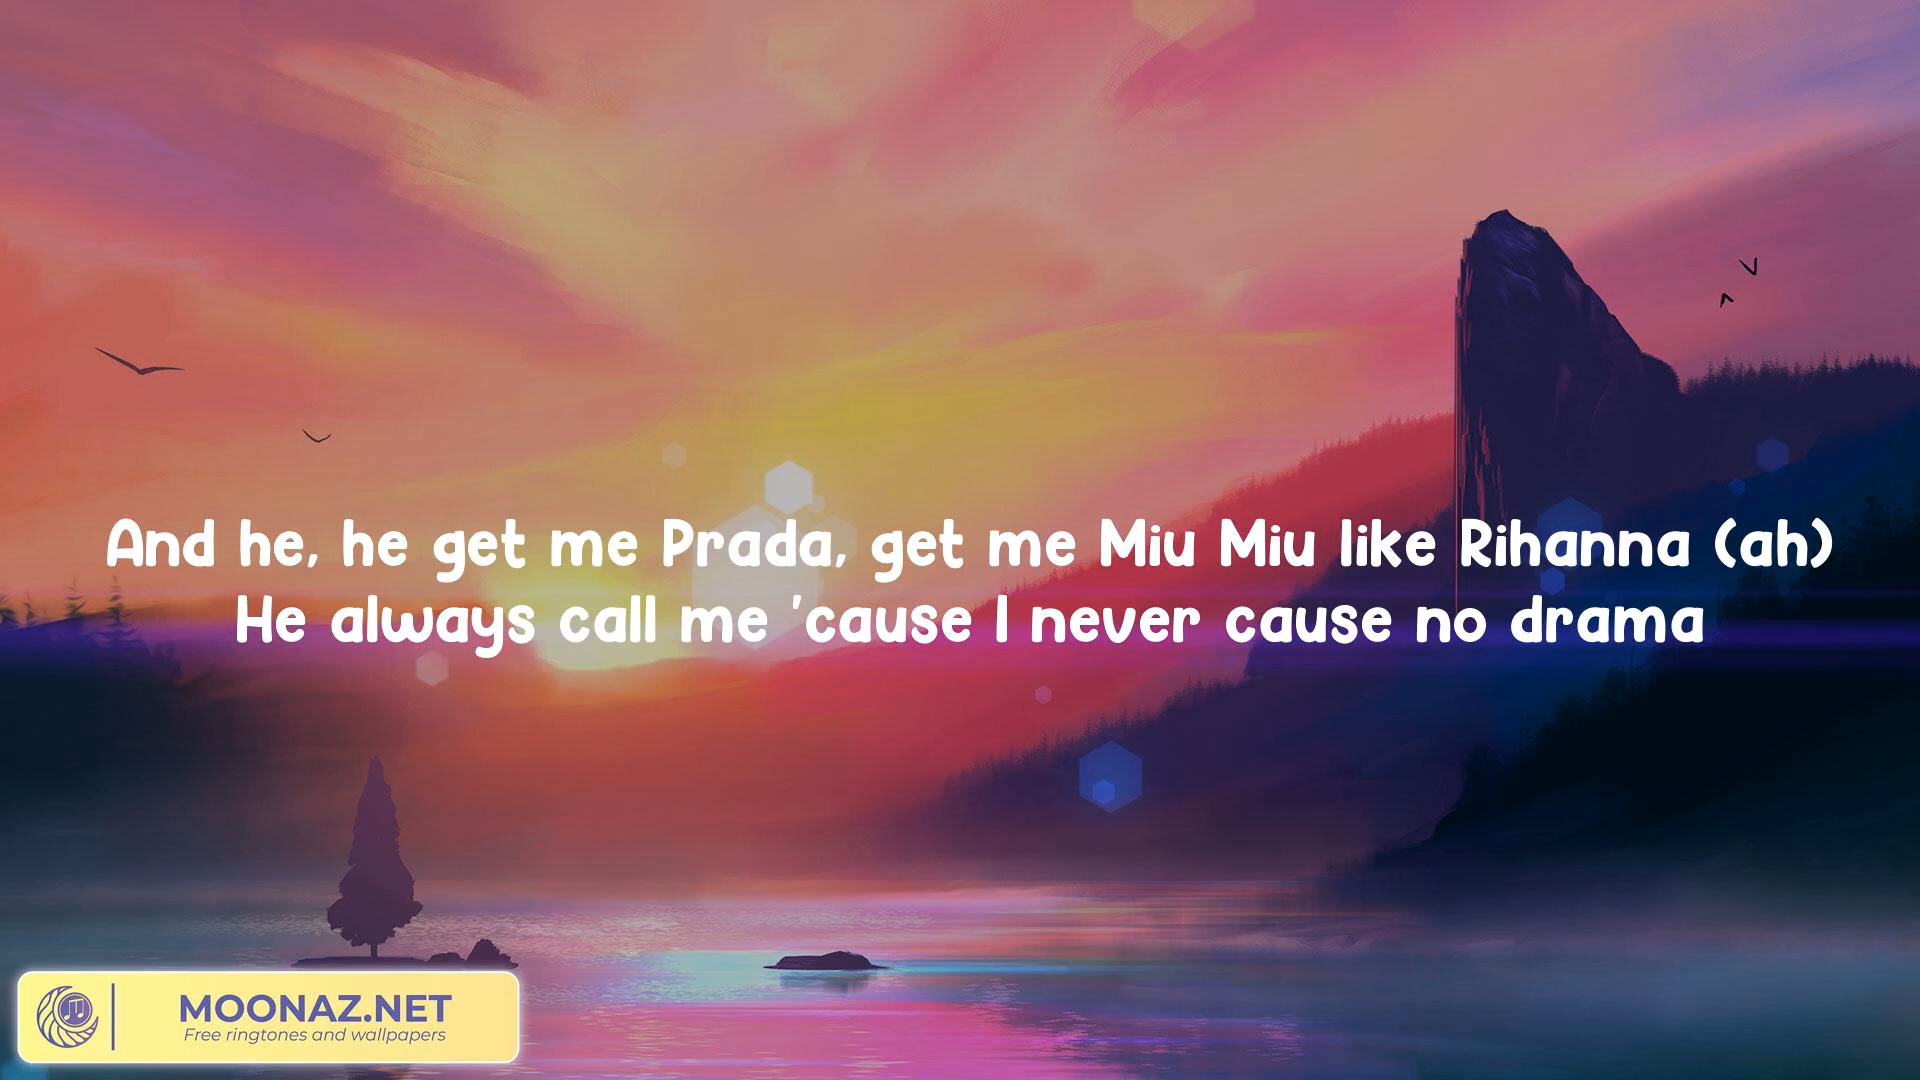 And he, he get me Prada, get me Miu Miu like Rihanna (ah)
He always call me 'cause I never cause no drama
MOONAZ.NET
Free ringtones and wallpapers